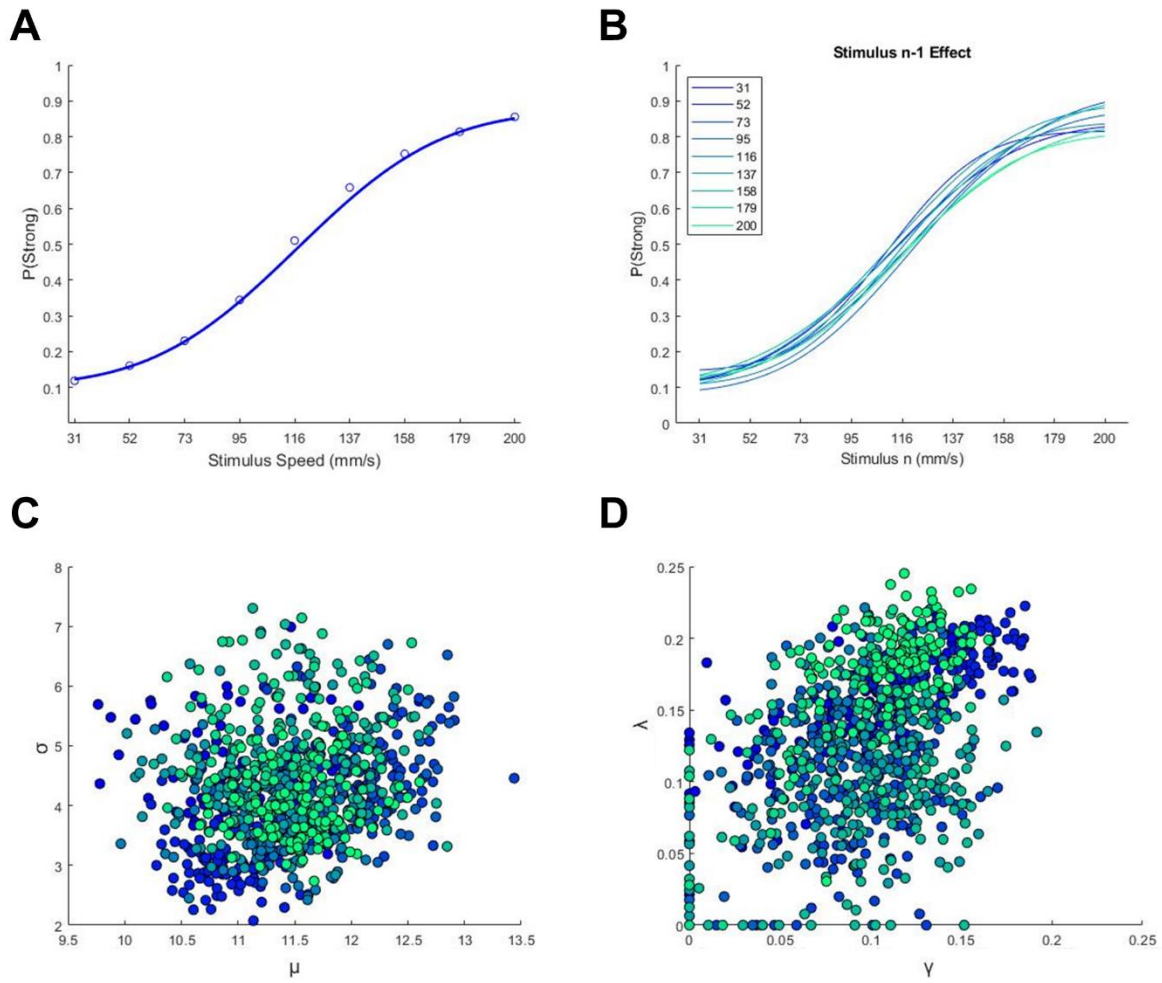 A
1
0.9
0.8
0.7
0.6
0.5
0.4
0.3
0.2
0.1
P(Strong)
31 52 73 95 116 137 158 179 200
Stimulus Speed (mm/s)
B
Stimulus n-1 Effect
1
0.9
0.8
0.7
0.6
0.5
0.4
0.3
0.2
0.1
0
P(Strong)
31
52
73
95
116
137
158
179
200
31 52 73 95 116 137 158 179 200
Stimulus n (mm/s)
C
8
7
6
5
4
3
2
σ
9.5 10 10.5 11 11.5 12 12.5 13 13.5
μ
D
0.25
0.2
0.15
0.1
0.05
0
λ
0 0.05 0.1 0.15 0.2 0.25
γ